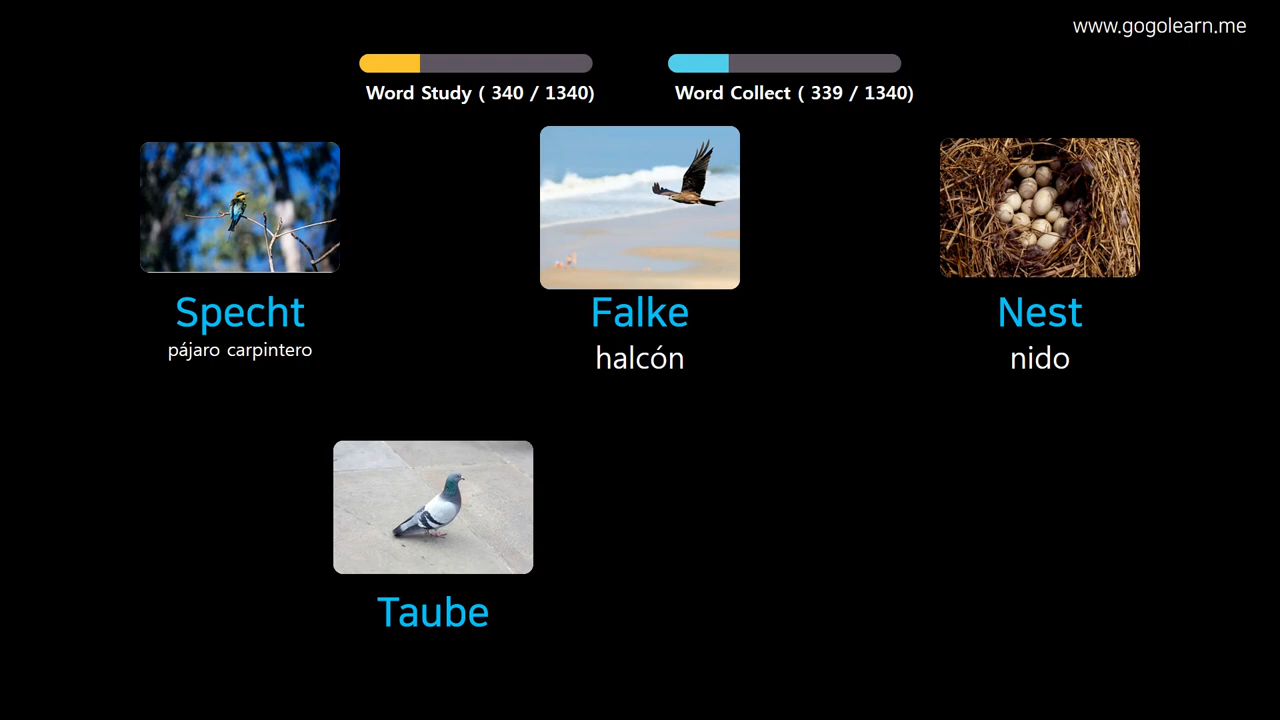 www.gogolearn.me
Word Study ( 340 / 1340)
Word Collect ( 339 / 1340)
Specht
pájaro carpintero
Falke
halcón
Nest
nido
Taube